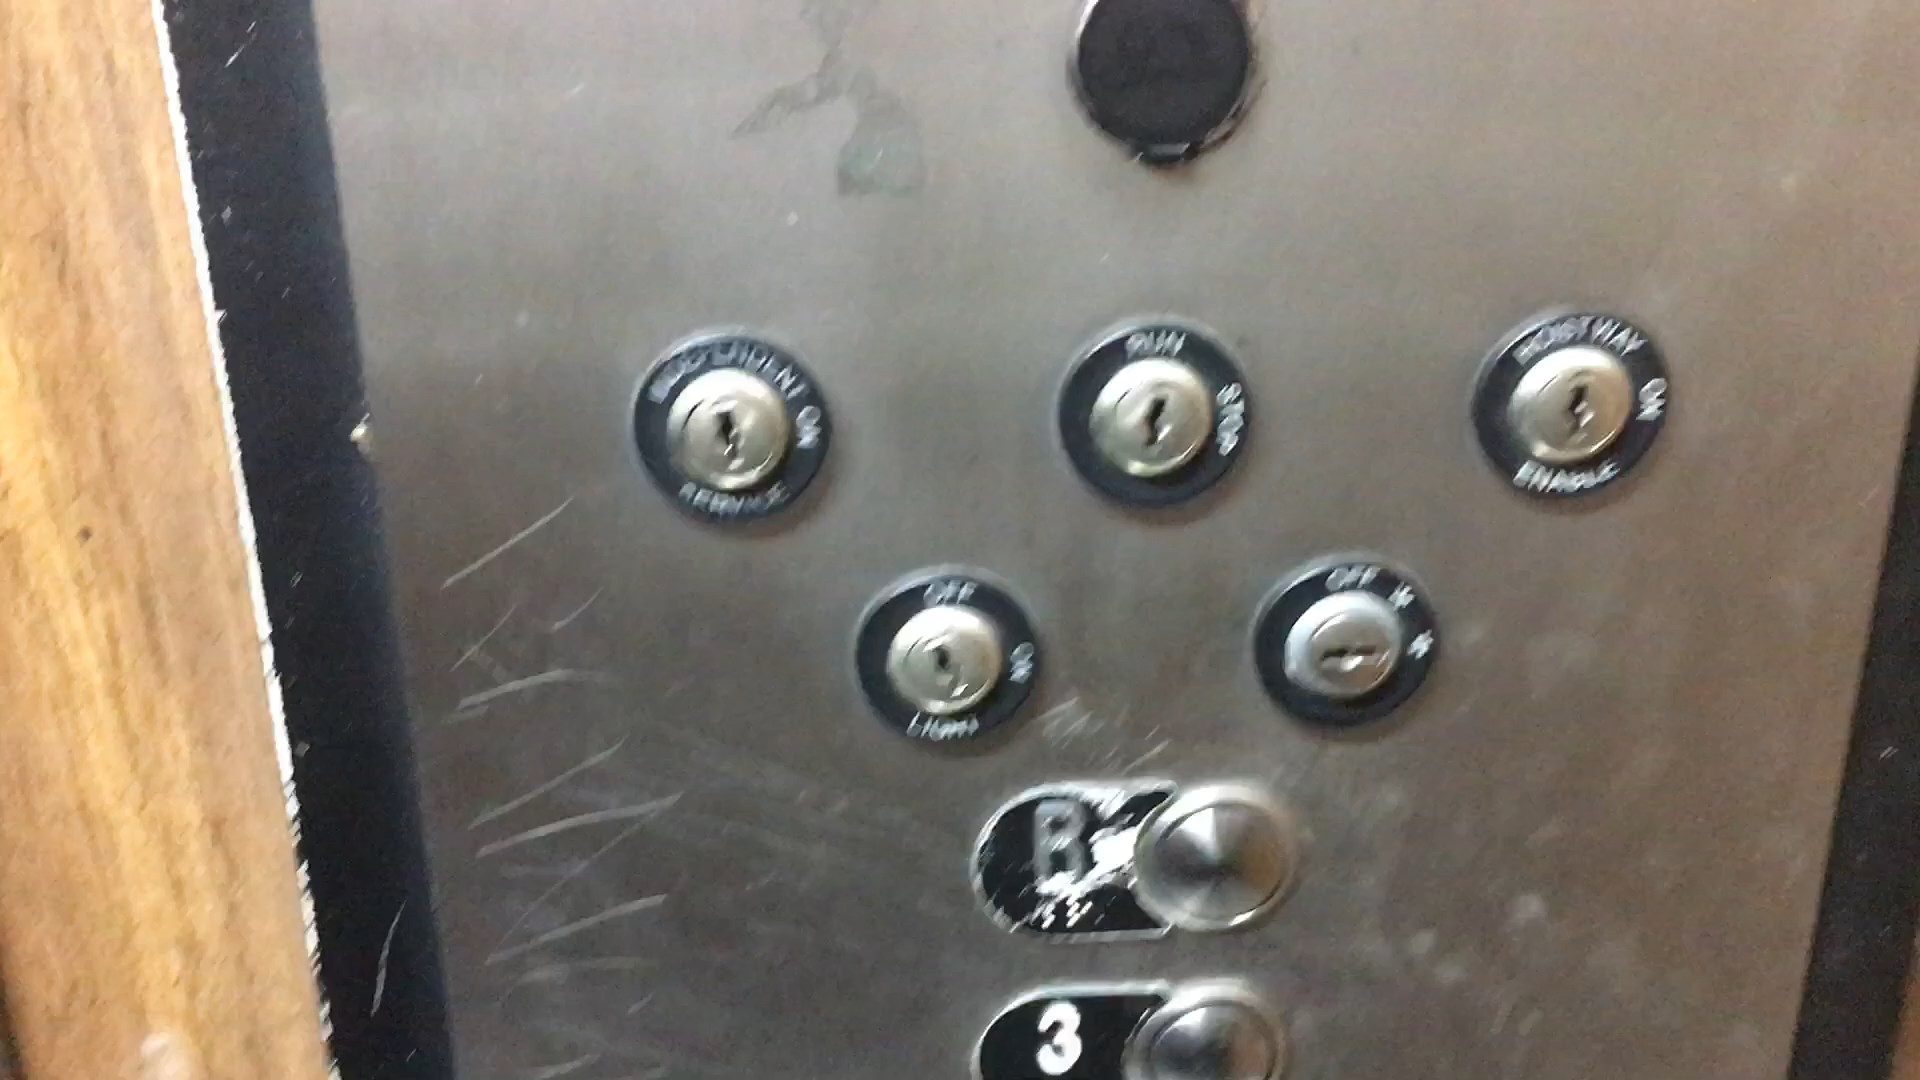 INDEPENDENT ON
SERVICE
RUN
STOP
HOISTWAY
ON
ENABLE
OFF
ON
LIGHT
OFF
R
3